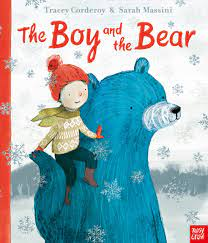 Tracey Corderoy & Sarah Massini
The Boy and the Bear
nosy
crow